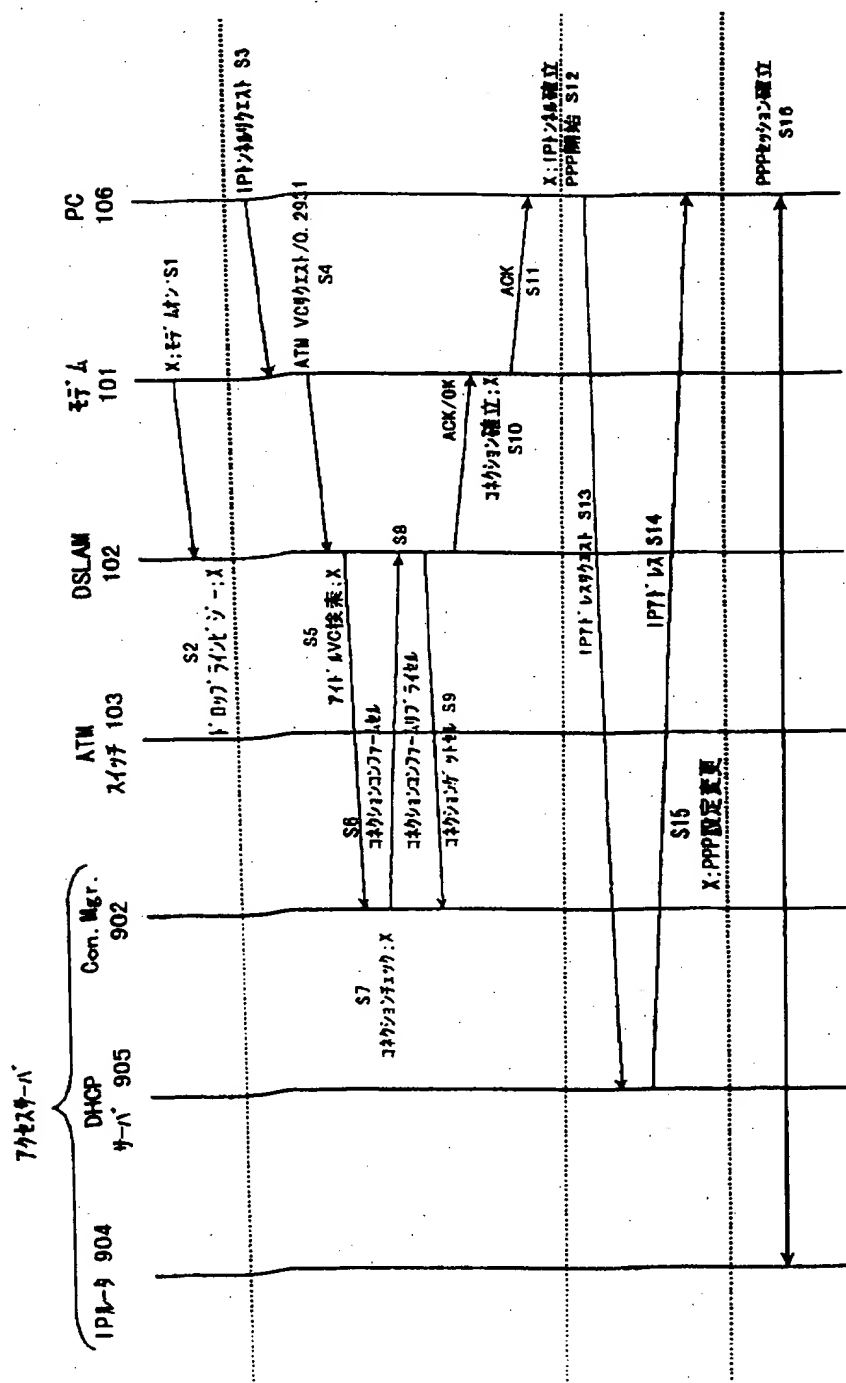 アクセスサーバ
IPルータ 904
DHCP
サーバ 905
Con. Mgr.
902
ATM
スイッチ 103
DSLAM
102
モデム
101
PC
106
X;モデムオン S1
S2
ドロップラインビジー;X
IPトンネルリクエスト S3
ATM VCリクエスト/Q.2931
S4
S5
アイドルVC検索;X
S6
コネクションコンファームセル
S7
コネクションチェック;X
S8
コネクションコンファームリプライセル
コネクションゲットセル S9
ACK/OK
コネクション確立;X
S10
ACK
S11
X;IPトンネル確立
PPP開始 S12
IPアドレスリクエスト S13
IPアドレス S14
S15
X;PPP設定変更
PPPセッション確立
S16